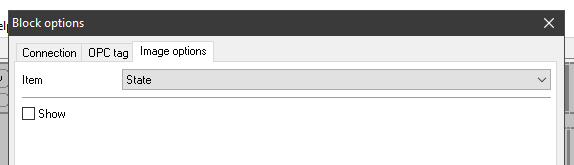 Block options
Connection
OPC tag
Image options
Item
State
Show